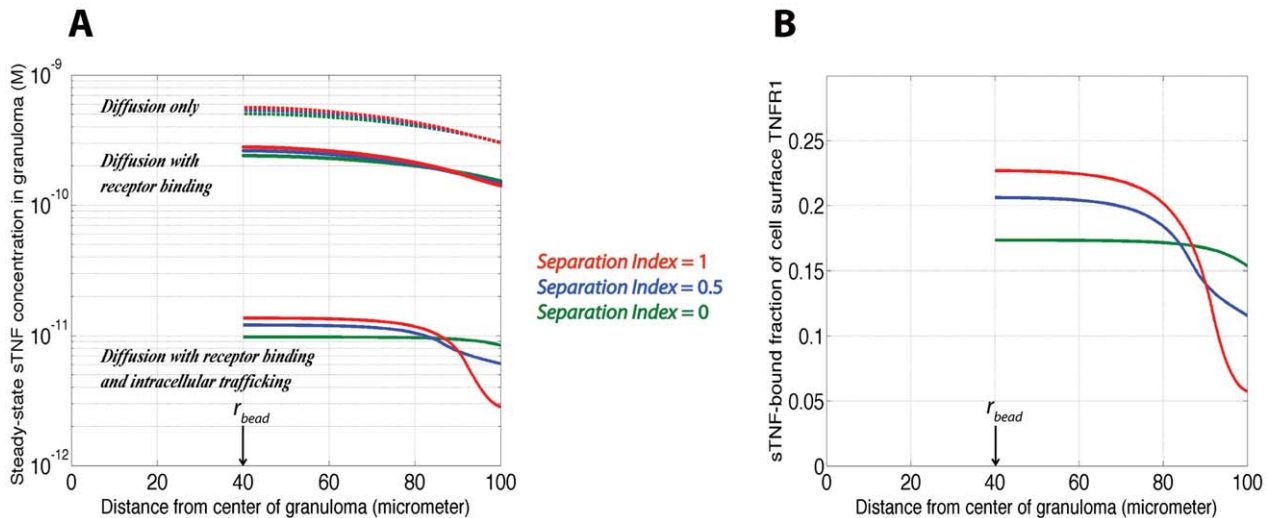 A
Steady-state sTNF concentration in granuloma (M)
10-9
10-10
10-11
10-12
Diffusion only
Diffusion with
receptor binding
Diffusion with receptor binding
and intracellular trafficking
rbead
0 20 40 60 80 100
Distance from center of granuloma (micrometer)
Separation Index = 1
Separation Index = 0.5
Separation Index = 0
B
sTNF-bound fraction of cell surface TNFR1
0.25
0.2
0.15
0.1
0.05
0
rbead
0 20 40 60 80 100
Distance from center of granuloma (micrometer)